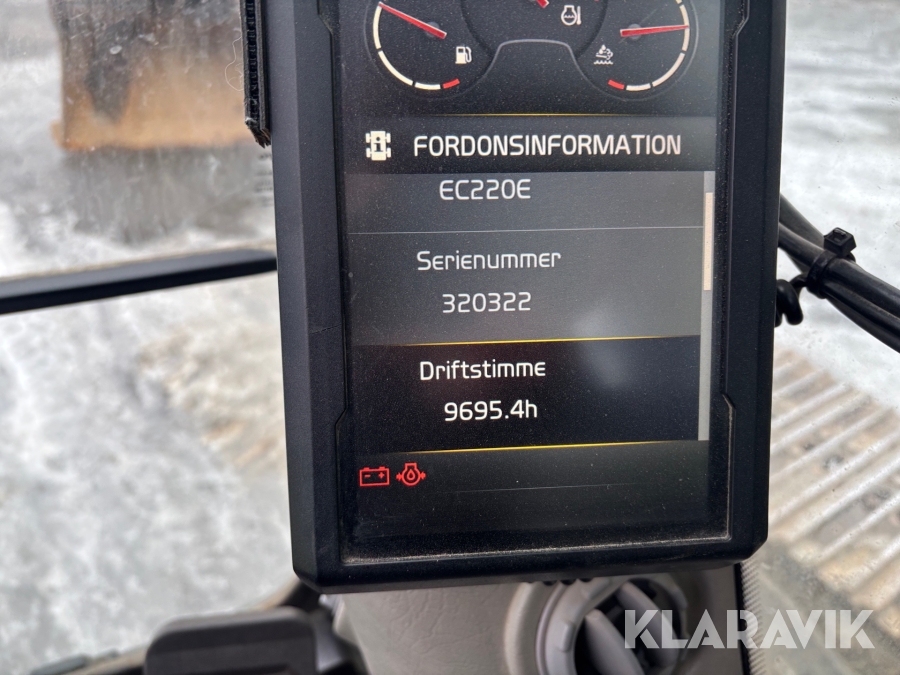 FORDONSINFORMATION
EC220E
Serienummer
320322
Driftstimme
9695.4h
KLARAVIK